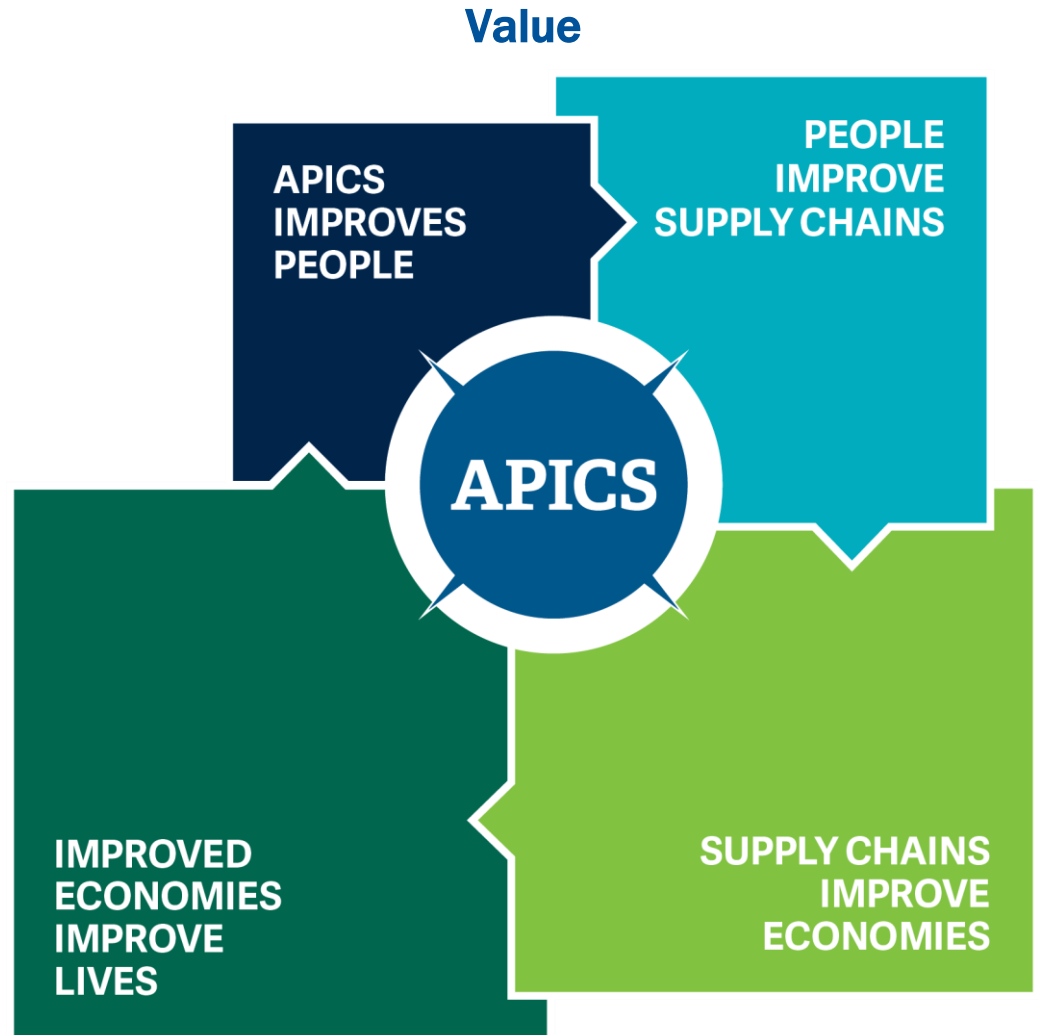 Value
APICS
IMPROVES
PEOPLE
PEOPLE
IMPROVE
SUPPLY CHAINS
APICS
SUPPLY CHAINS
IMPROVE
ECONOMIES
IMPROVED
ECONOMIES
IMPROVE
LIVES